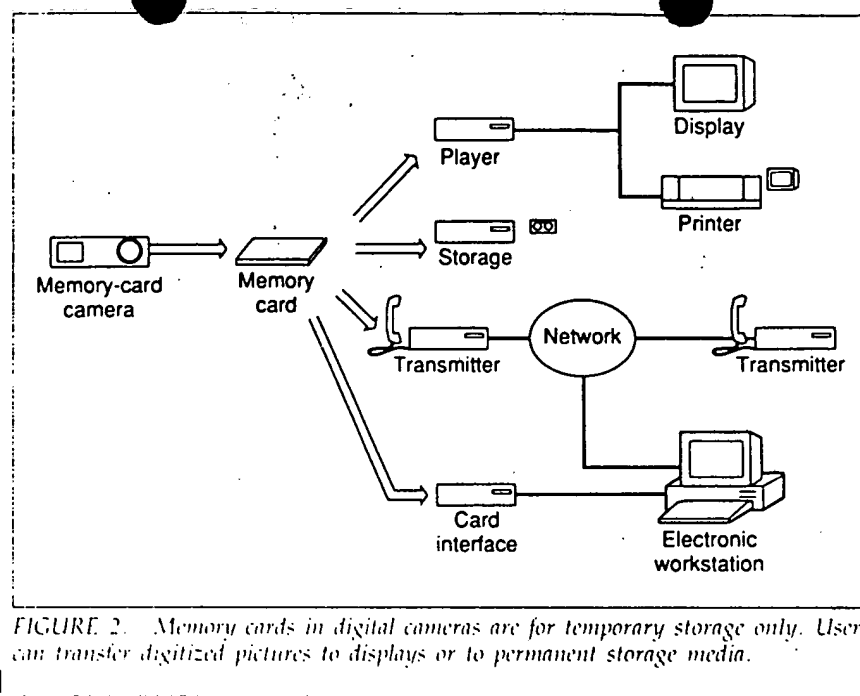 Display
Player
Printer
Storage
Memory-card
camera
Memory
card
Network
Transmitter
Transmitter
Card
interface
Electronic
workstation
FIGURE 2. Memory cards in digital cameras are for temporary storage only. User
can transfer digitized pictures to displays or to permanent storage media.